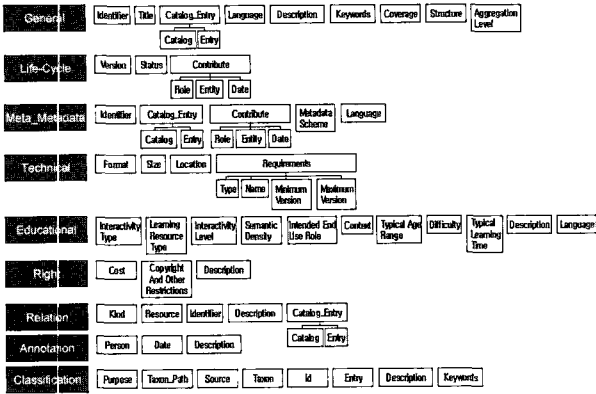 General Identifier Title Catalog_Entry Language Description Keywords Coverage Structure Aggregation Level
Catalog Entry
Life-Cycle Version Status Contribute
Role Entity Date
Meta_Metadata Identifier Catalog_Entry Contribute Metadata Scheme Language
Catalog Entry Role Entity Date
Technical Format Size Location Requirements
Type Name Minimum Version Maximum Version
Educational Interactivity Type Learning Resource Type Interactivity Level Semantic Density Intended End Use Role Context Typical Age Range Difficulty Typical Learning Time Description Language
Right Cost Copyright And Other Restrictions Description
Relation Kind Resource Identifier Description Catalog_Entry
Catalog Entry
Annotation Person Date Description
Classification Purpose Taxon_Path Source Taxon Id Entry Description Keywords